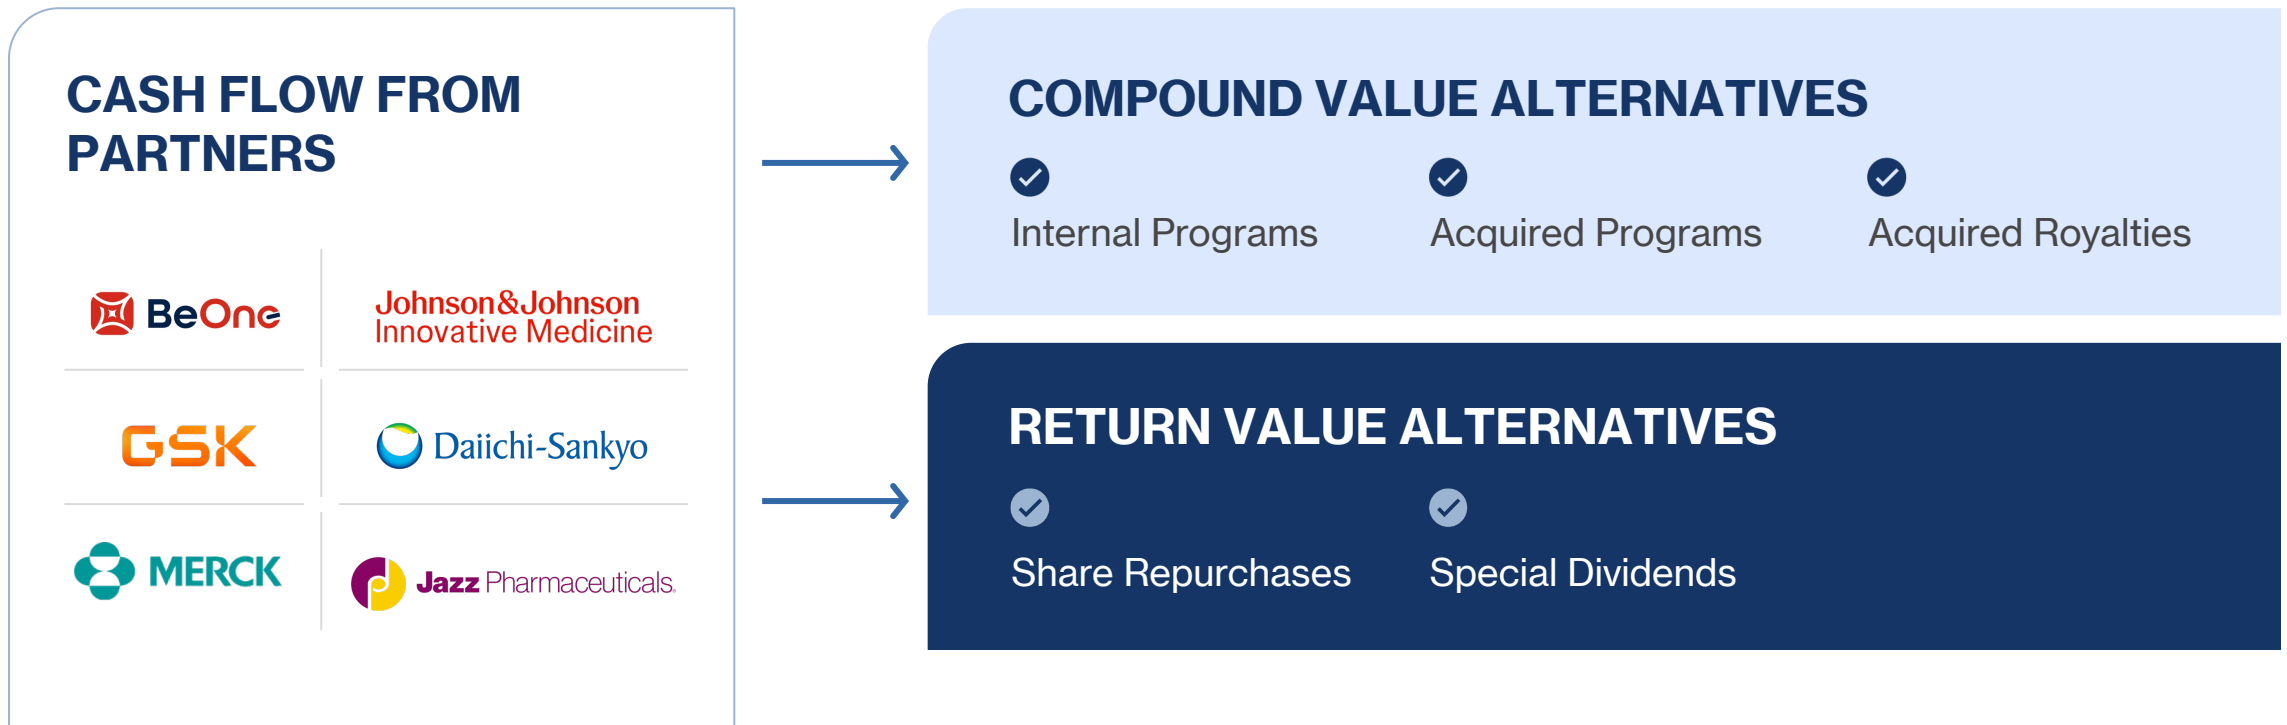 CASH FLOW FROM
PARTNERS
BeOne
Johnson&Johnson
Innovative Medicine
GSK
Daiichi-Sankyo
MERCK
Jazz Pharmaceuticals®
COMPOUND VALUE ALTERNATIVES
Internal Programs
Acquired Programs
Acquired Royalties
RETURN VALUE ALTERNATIVES
Share Repurchases
Special Dividends